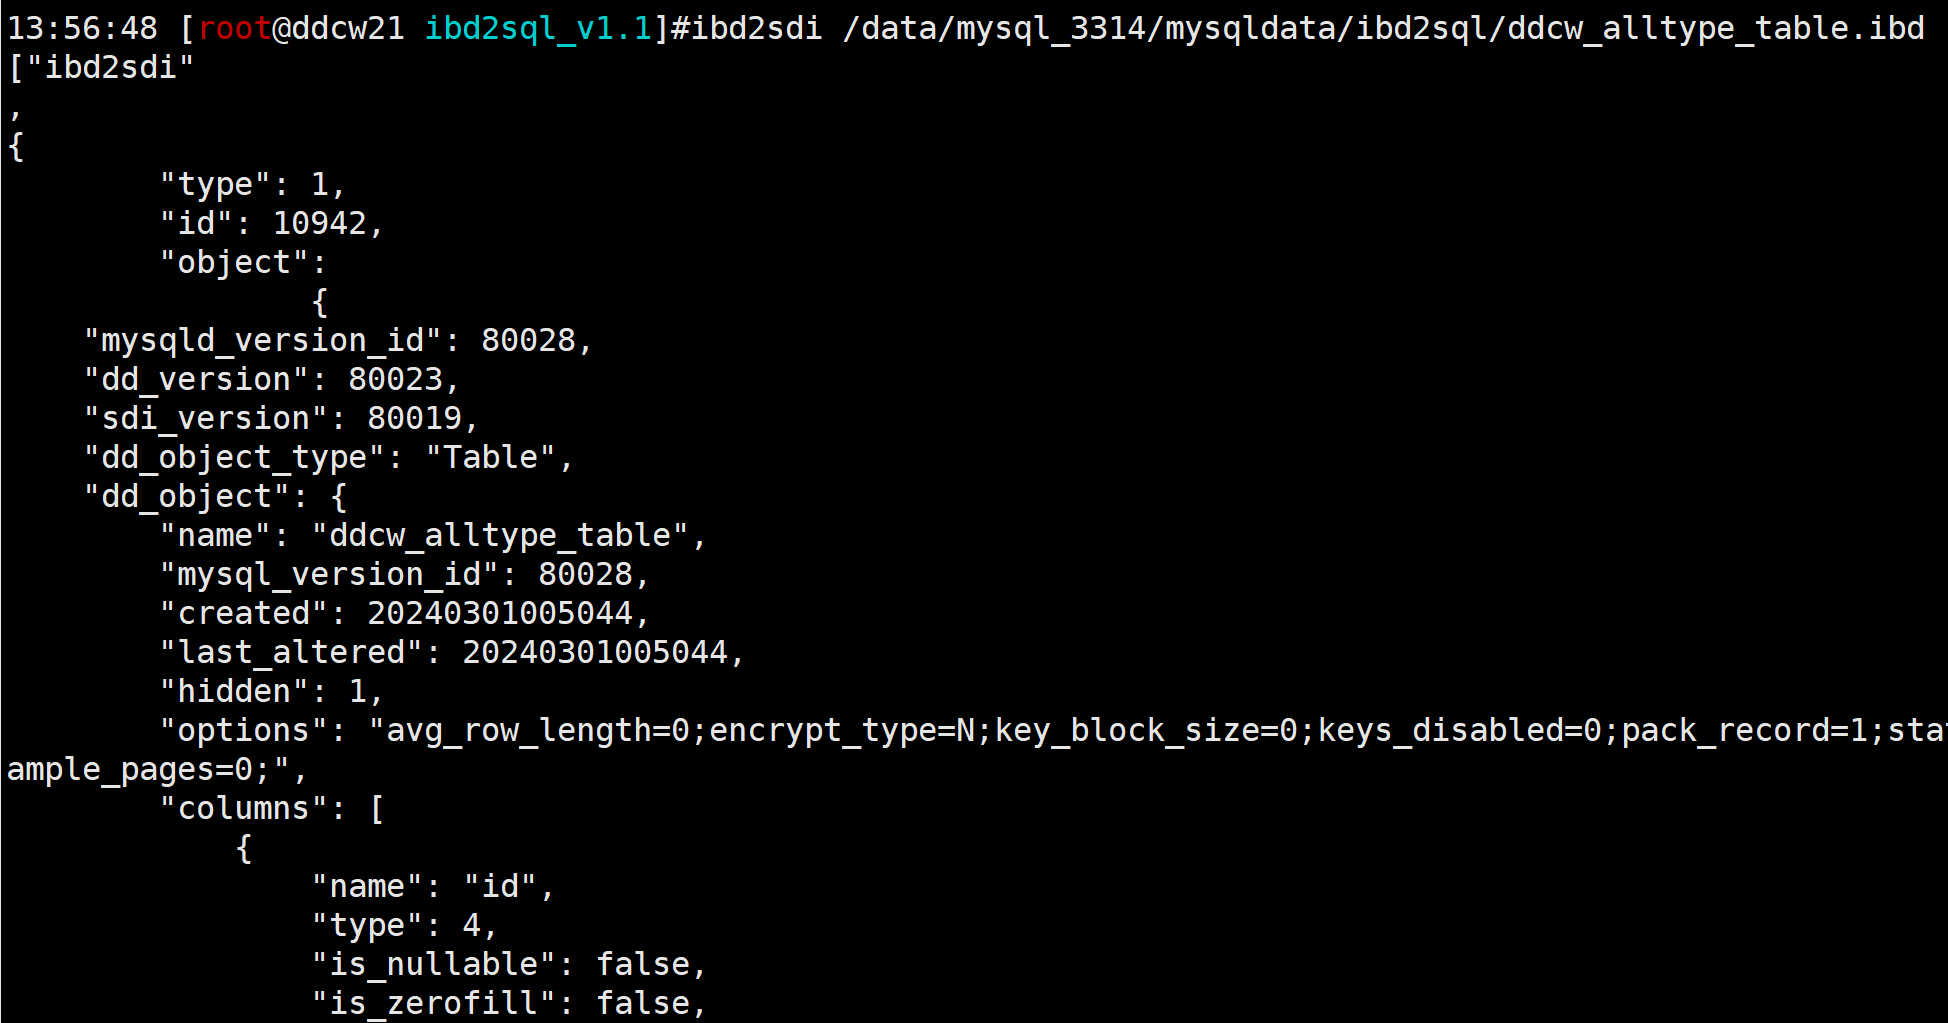 13:56:48 [root@ddcw21 ibd2sql_v1.1]#ibd2sdi /data/mysql_3314/mysqldata/ibd2sql/ddcw_alltype_table.ibd
["ibd2sdi"
,
{
        "type": 1,
        "id": 10942,
        "object":
                {
    "mysqld_version_id": 80028,
    "dd_version": 80023,
    "sdi_version": 80019,
    "dd_object_type": "Table",
    "dd_object": {
        "name": "ddcw_alltype_table",
        "mysql_version_id": 80028,
        "created": 20240301005044,
        "last_altered": 20240301005044,
        "hidden": 1,
        "options": "avg_row_length=0;encrypt_type=N;key_block_size=0;keys_disabled=0;pack_record=1;sta
ample_pages=0;",
        "columns": [
            {
                "name": "id",
                "type": 4,
                "is_nullable": false,
                "is_zerofill": false,